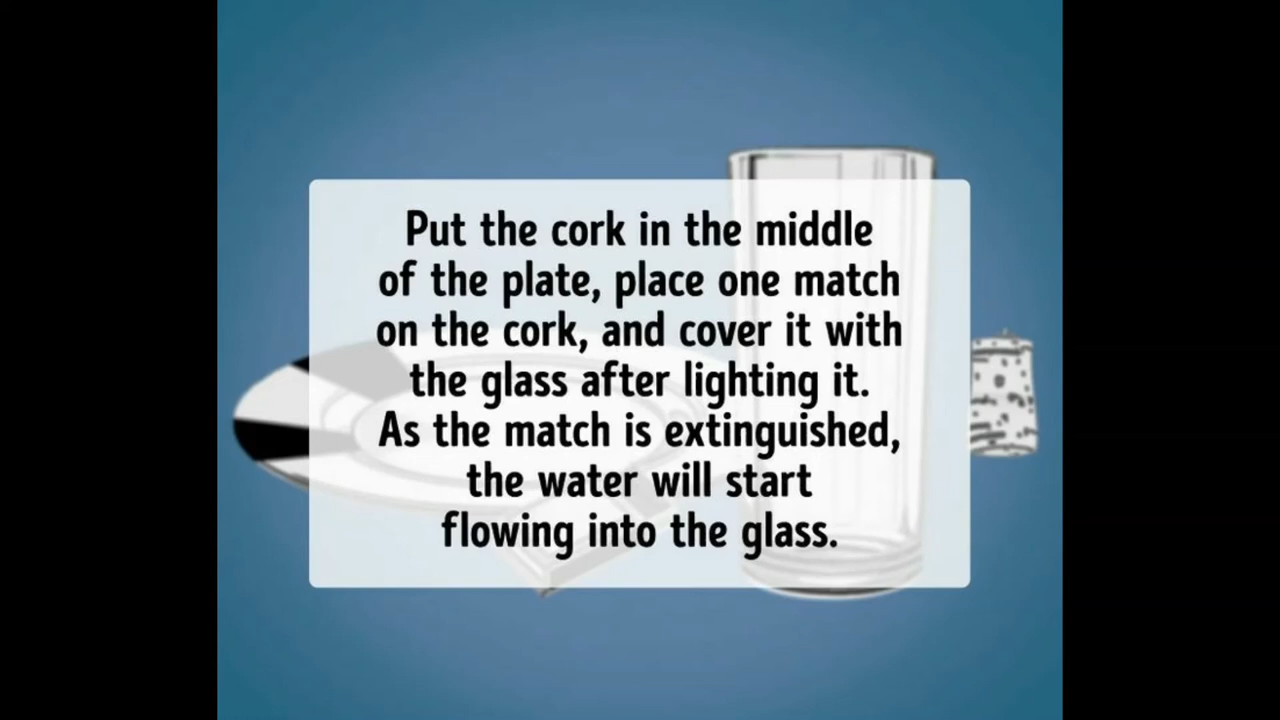 Put the cork in the middle
of the plate, place one match
on the cork, and cover it with
the glass after lighting it.
As the match is extinguished,
the water will start
flowing into the glass.